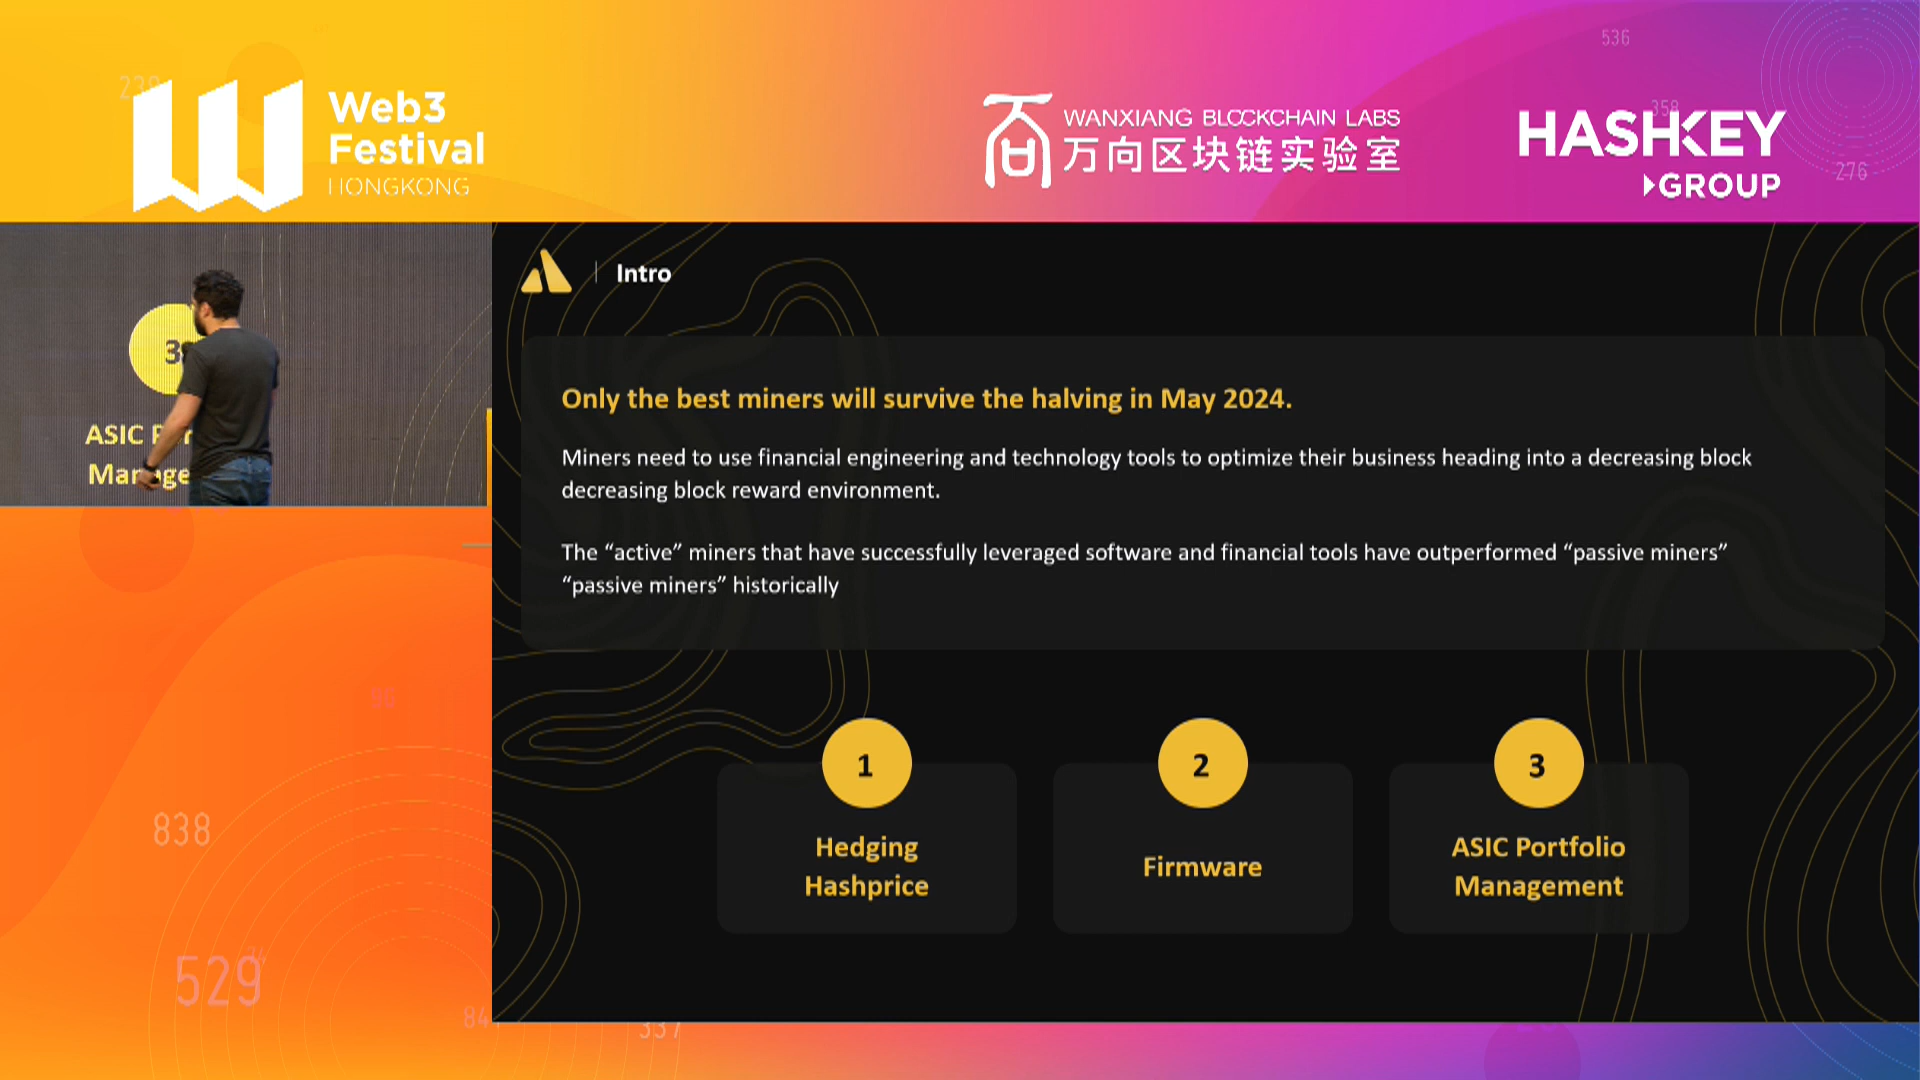 Web3
Festival
HONGKONG
WANXIANG BLOCKCHAIN LABS
万向区块链实验室
HASHKEY
GROUP
536
358
276
Intro
Only the best miners will survive the halving in May 2024.
Miners need to use financial engineering and technology tools to optimize their business heading into a decreasing block
decreasing block reward environment.
The “active” miners that have successfully leveraged software and financial tools have outperformed “passive miners”
“passive miners” historically
1
Hedging
Hashprice
2
Firmware
3
ASIC Portfolio
Management
3
ASIC
96
838
529
84
337